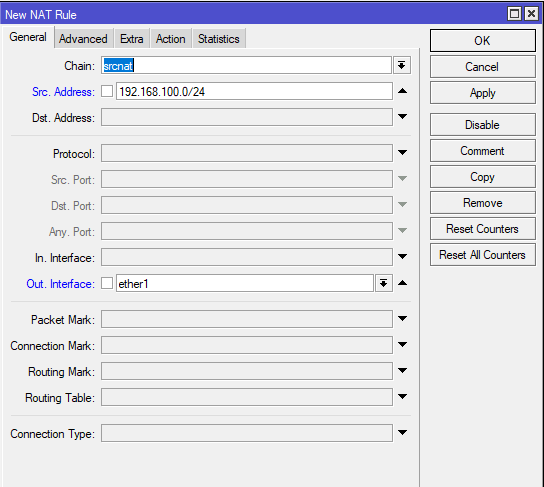 New NAT Rule
General Advanced Extra Action Statistics
Chain: srcnat
Src. Address: 192.168.100.0/24
Dst. Address:
Protocol:
Src. Port:
Dst. Port:
Any. Port:
In. Interface:
Out. Interface: ether1
Packet Mark:
Connection Mark:
Routing Mark:
Routing Table:
Connection Type:
OK
Cancel
Apply
Disable
Comment
Copy
Remove
Reset Counters
Reset All Counters